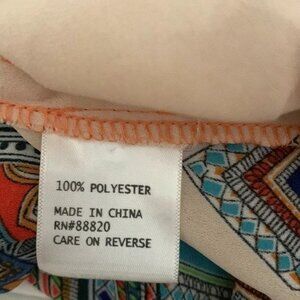 100% POLYESTER
MADE IN CHINA
RN#88820
CARE ON REVERSE